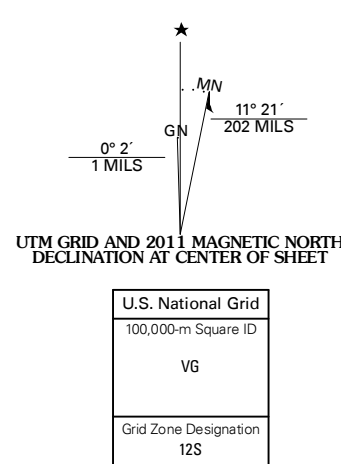 ★
MN
GN
11° 21´
202 MILS
0° 2´
1 MILS
UTM GRID AND 2011 MAGNETIC NORTH
DECLINATION AT CENTER OF SHEET
U.S. National Grid
100,000-m Square ID
VG
Grid Zone Designation
12S